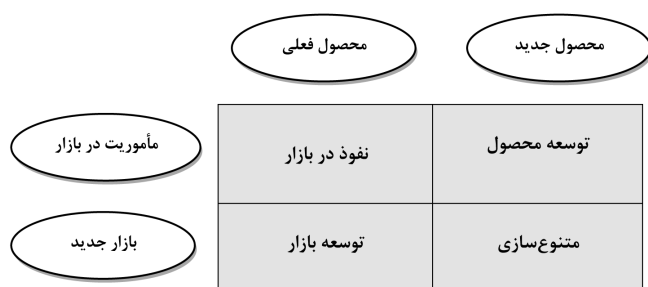 محصول جدید
محصول فعلی
مأموریت در بازار
نفوذ در بازار
توسعه محصول
بازار جدید
توسعه بازار
متنوع‌سازی